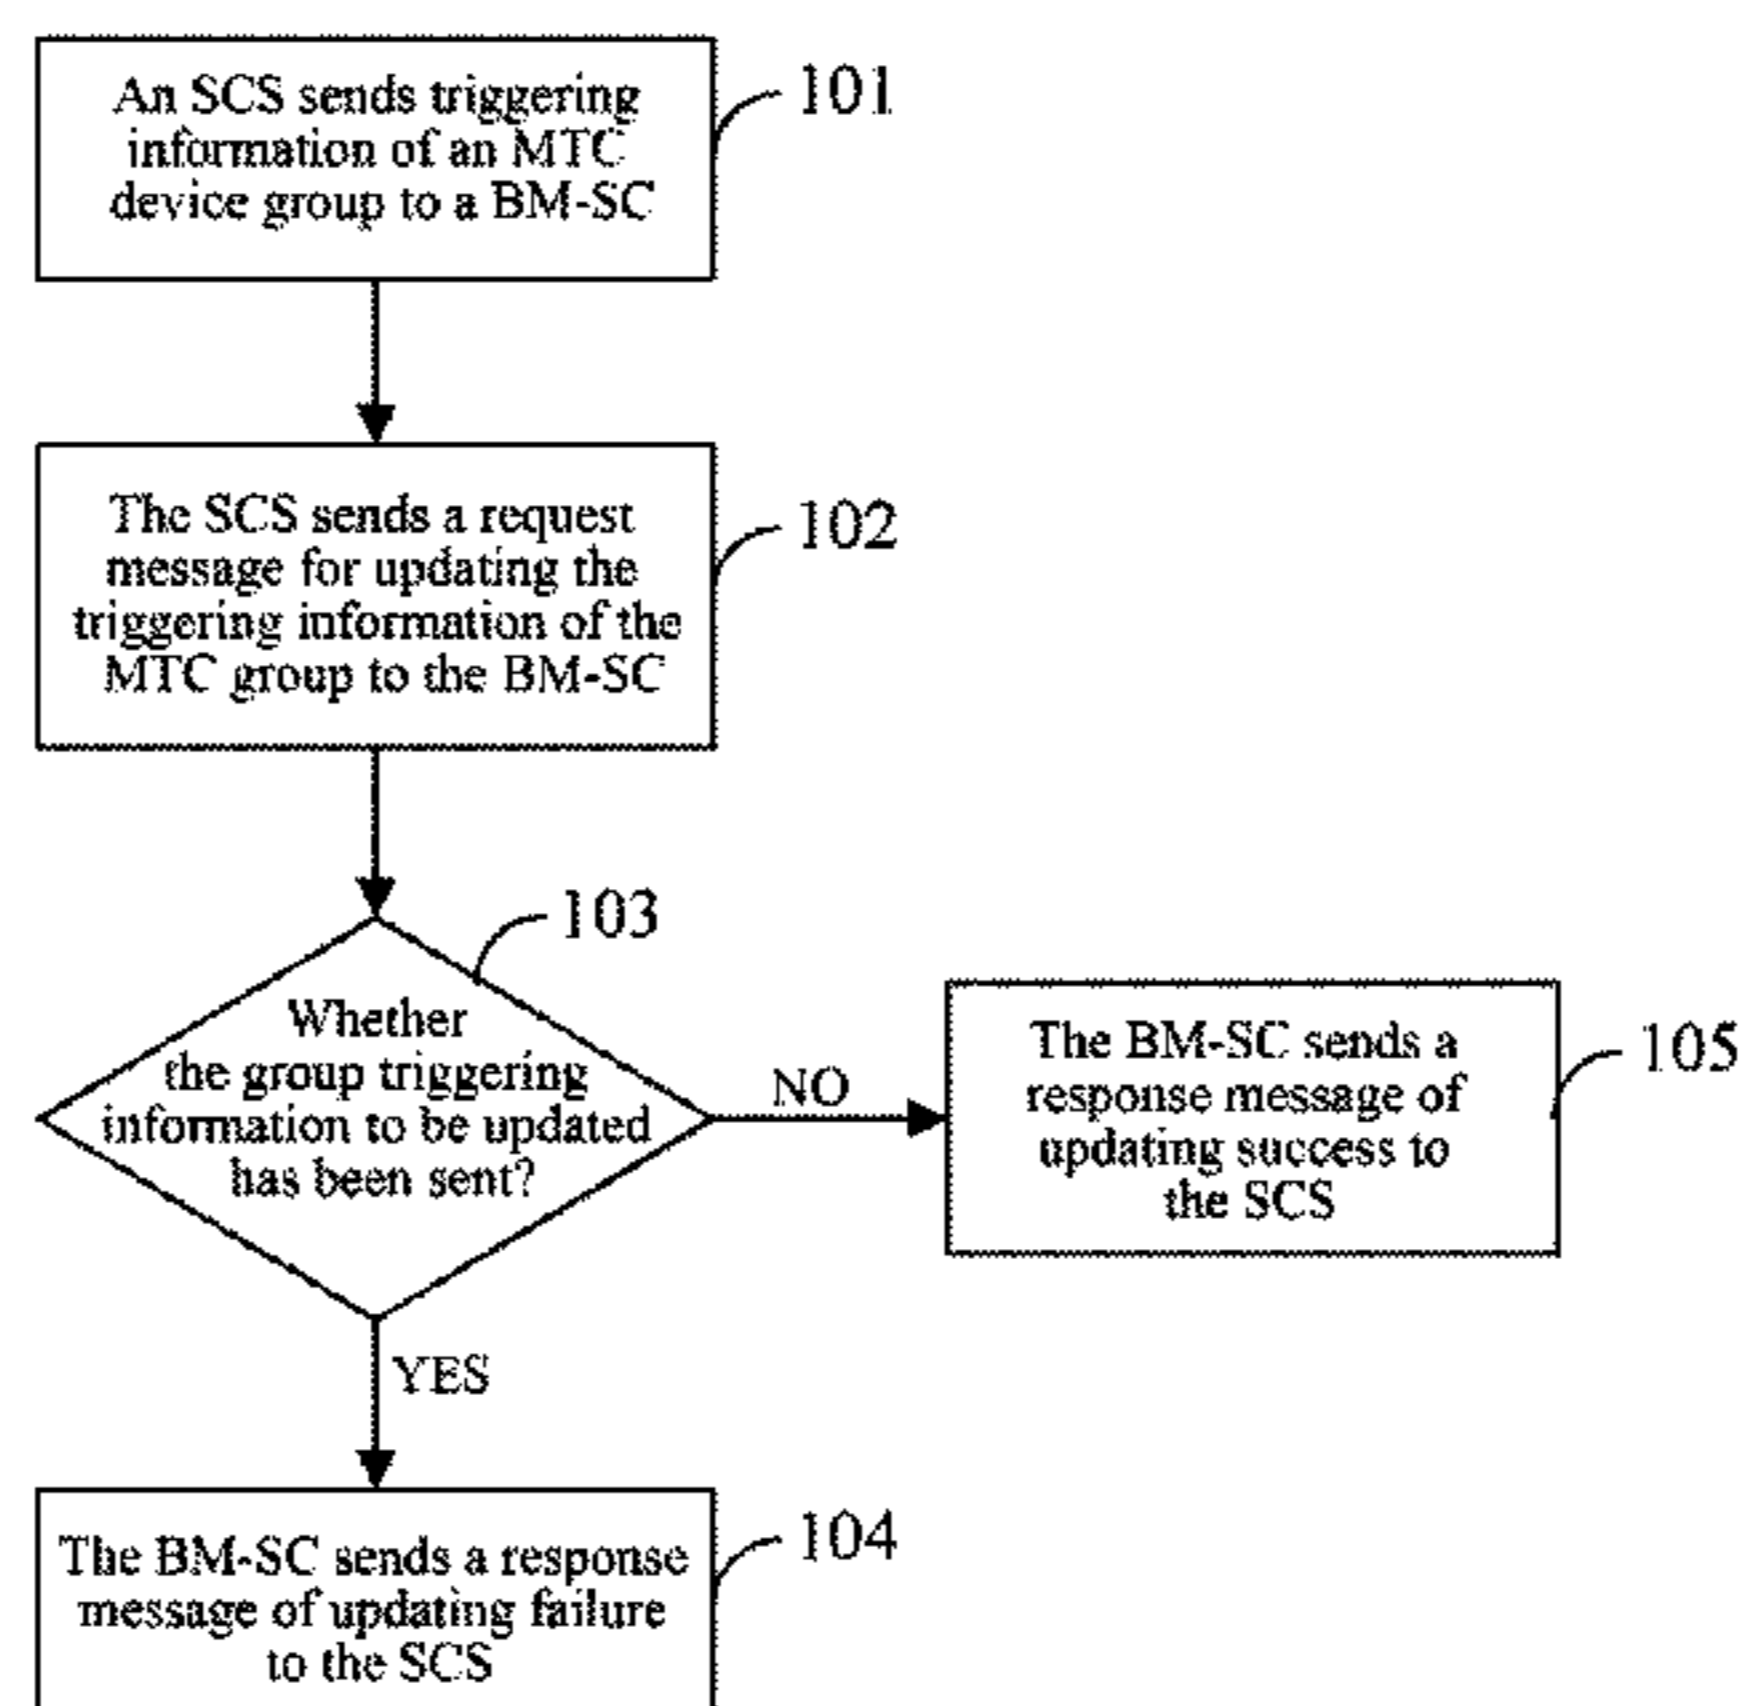 An SCS sends triggering
information of an MTC
device group to a BM-SC
101
The SCS sends a request
message for updating the
triggering information of the
MTC group to the BM-SC
102
103
Whether
the group triggering
information to be updated
has been sent?
NO
The BM-SC sends a
response message of
updating success to
the SCS
105
YES
The BM-SC sends a response
message of updating failure
to the SCS
104